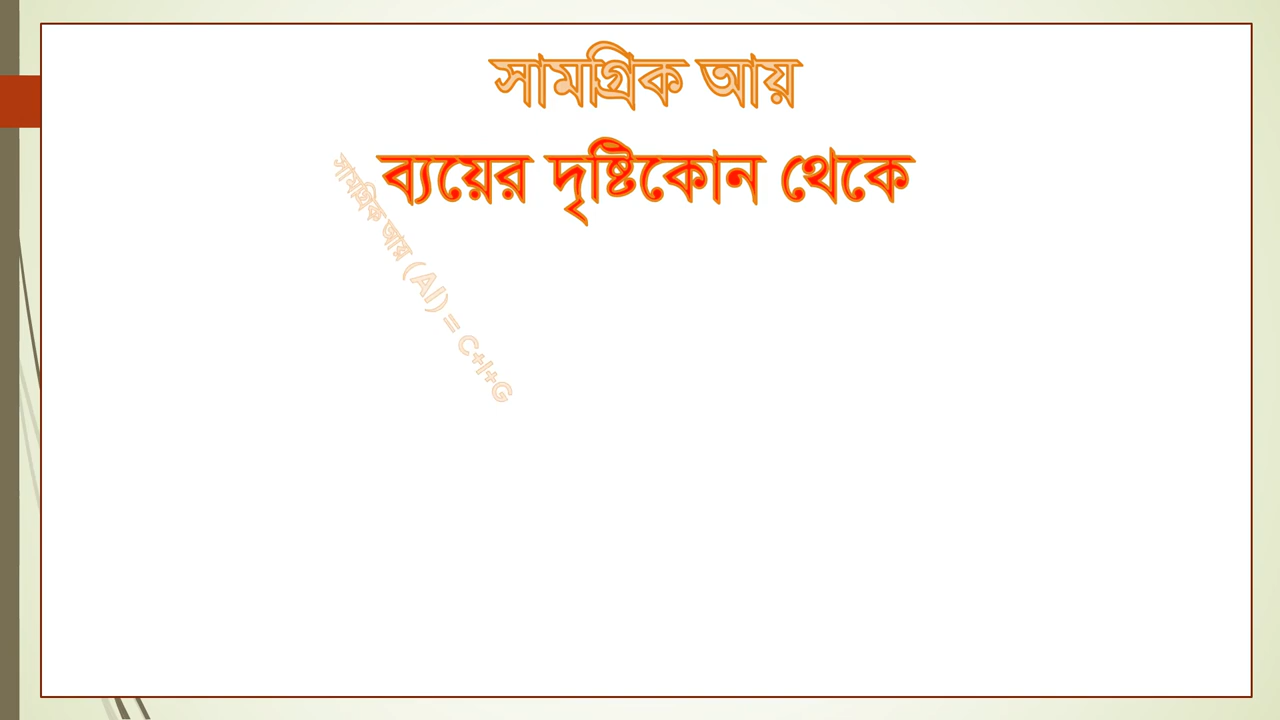 সামগ্রিক আয়
ব্যয়ের দৃষ্টিকোন থেকে
সামগ্রিক আয় (AI) = C+I+G